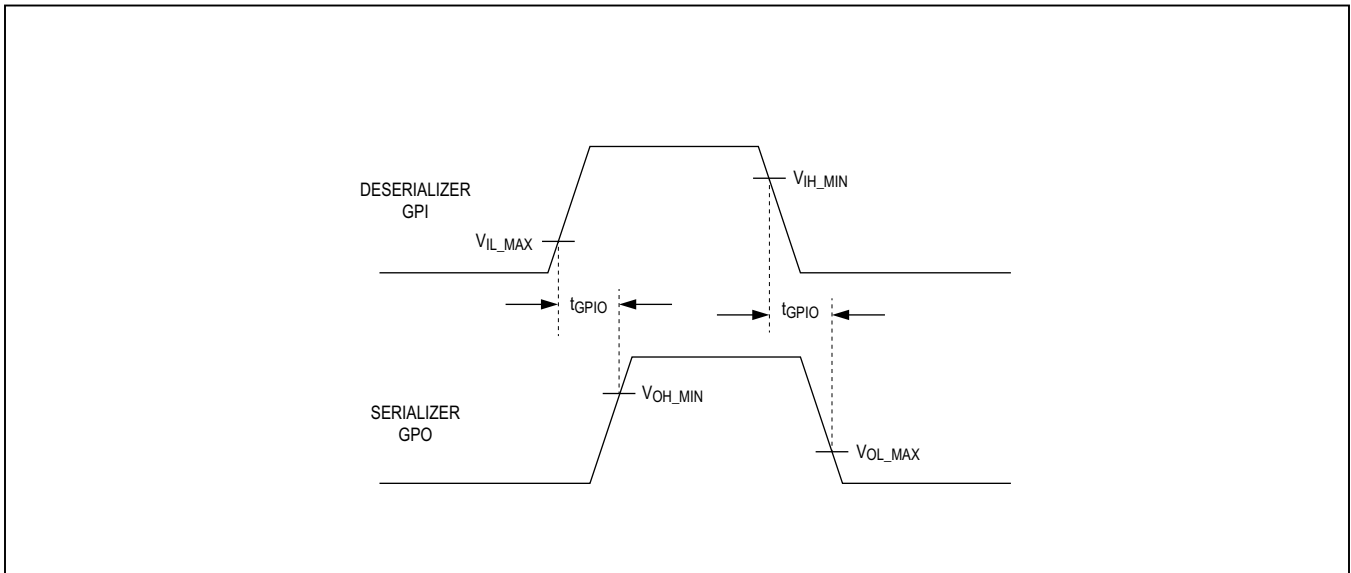 DESERIALIZER
GPI
VIH_MIN
VIL_MAX
tGPIO
tGPIO
SERIALIZER
GPO
VOH_MIN
VOL_MAX